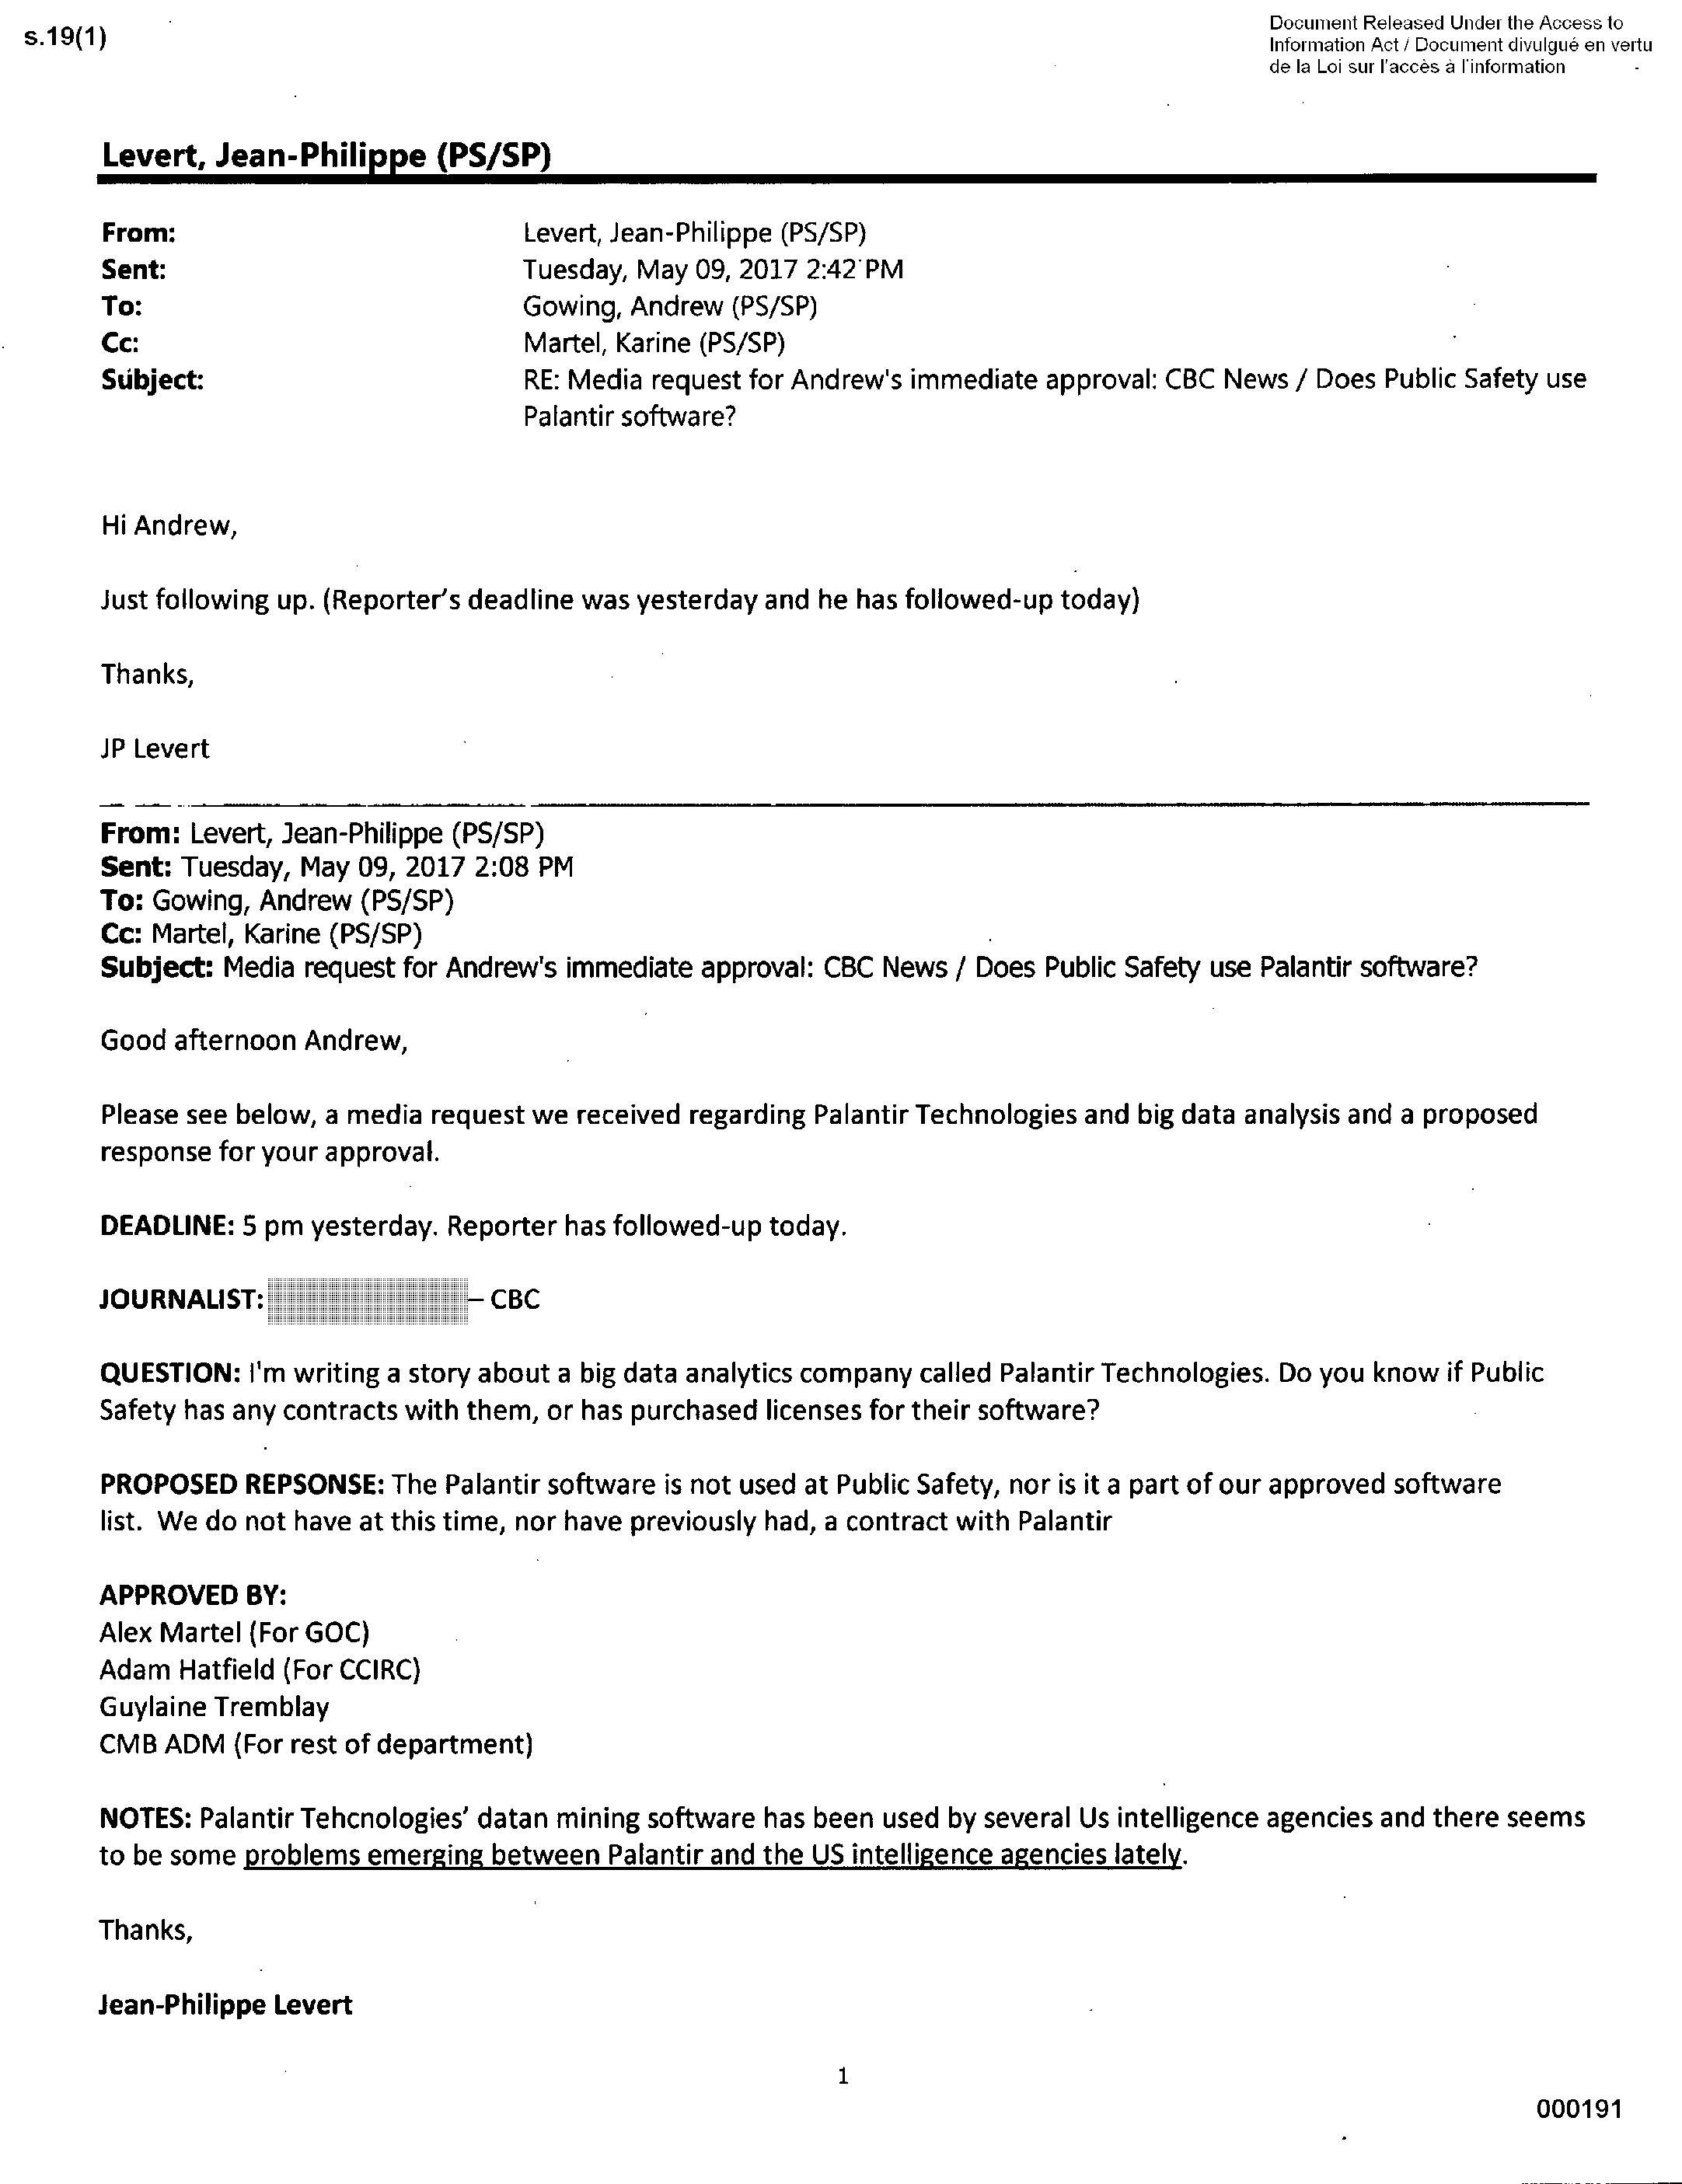 s.19(1)
Document Released Under the Access to
Information Act / Document divulgué en vertu
de la Loi sur l'accès à l'information
Levert, Jean-Philippe (PS/SP)
From: Levert, Jean-Philippe (PS/SP)
Sent: Tuesday, May 09, 2017 2:42 PM
To: Gowing, Andrew (PS/SP)
Cc: Martel, Karine (PS/SP)
Subject: RE: Media request for Andrew's immediate approval: CBC News / Does Public Safety use
Palantir software?
Hi Andrew,
Just following up. (Reporter's deadline was yesterday and he has followed-up today)
Thanks,
JP Levert
From: Levert, Jean-Philippe (PS/SP)
Sent: Tuesday, May 09, 2017 2:08 PM
To: Gowing, Andrew (PS/SP)
Cc: Martel, Karine (PS/SP)
Subject: Media request for Andrew's immediate approval: CBC News / Does Public Safety use Palantir software?
Good afternoon Andrew,
Please see below, a media request we received regarding Palantir Technologies and big data analysis and a proposed
response for your approval.
DEADLINE: 5 pm yesterday. Reporter has followed-up today.
JOURNALIST: – CBC
QUESTION: I'm writing a story about a big data analytics company called Palantir Technologies. Do you know if Public
Safety has any contracts with them, or has purchased licenses for their software?
PROPOSED REPSONSE: The Palantir software is not used at Public Safety, nor is it a part of our approved software
list. We do not have at this time, nor have previously had, a contract with Palantir
APPROVED BY:
Alex Martel (For GOC)
Adam Hatfield (For CCIRC)
Guylaine Tremblay
CMB ADM (For rest of department)
NOTES: Palantir Tehcnologies' datan mining software has been used by several Us intelligence agencies and there seems
to be some problems emerging between Palantir and the US intelligence agencies lately.
Thanks,
Jean-Philippe Levert
1
000191